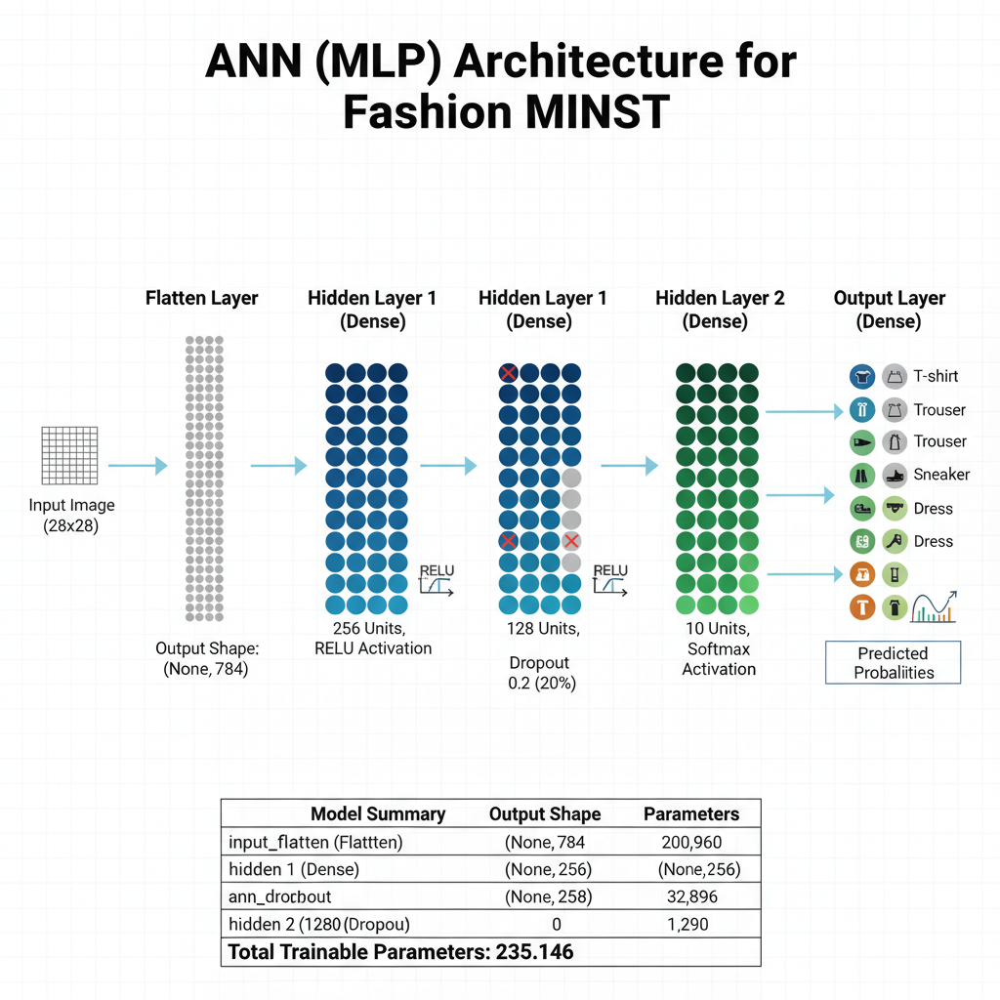 ANN (MLP) Architecture for
Fashion MINST
Flatten Layer
Hidden Layer 1
(Dense)
Hidden Layer 1
(Dense)
Hidden Layer 2
(Dense)
Output Layer
(Dense)
Input Image
(28x28)
T-shirt
Trouser
Trouser
Sneaker
Dress
Dress
RELU
RELU
Output Shape:
(None, 784)
256 Units,
RELU Activation
128 Units,
Dropout
0.2 (20%)
10 Units,
Softmax
Activation
Predicted
Probaliities
Model Summary Output Shape Parameters
input_flatten (Flattten) (None, 784 200,960
hidden 1 (Dense) (None, 256) (None, 256)
ann_drocbout (None, 258) 32,896
hidden 2 (1280 (Dropou) 0 1,290
Total Trainable Parameters: 235.146